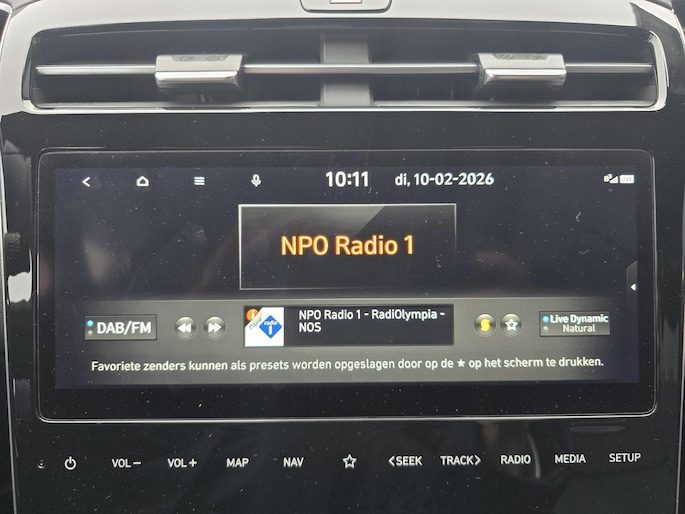 10:11 di, 10-02-2026
NPO Radio 1
DAB/FM
NPO Radio 1 - RadiOlympia -
NOS
Live Dynamic
Natural
Favoriete zenders kunnen als presets worden opgeslagen door op de ★ op het scherm te drukken.
VOL− VOL+ MAP NAV <SEEK TRACK> RADIO MEDIA SETUP